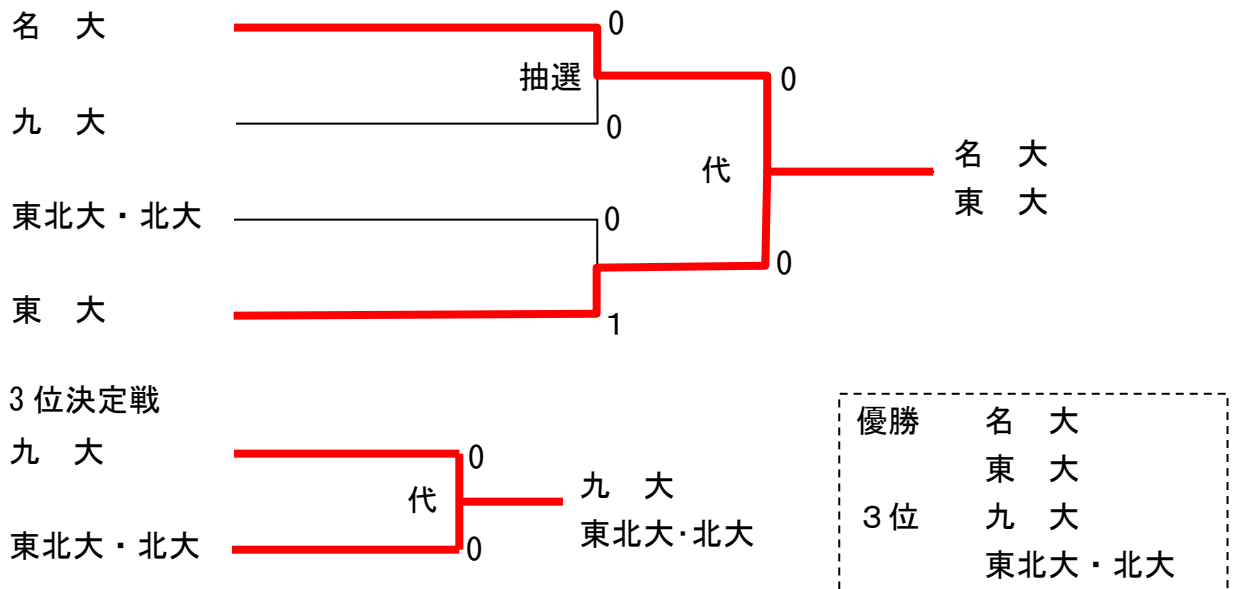 名　大
0
抽選
0
九　大
0
代
名　大
東　大
東北大・北大
0
0
東　大
1
3位決定戦
九　大
0
代
九　大
東北大・北大
東北大・北大
0
優勝　名　大
東　大
３位　九　大
東北大・北大